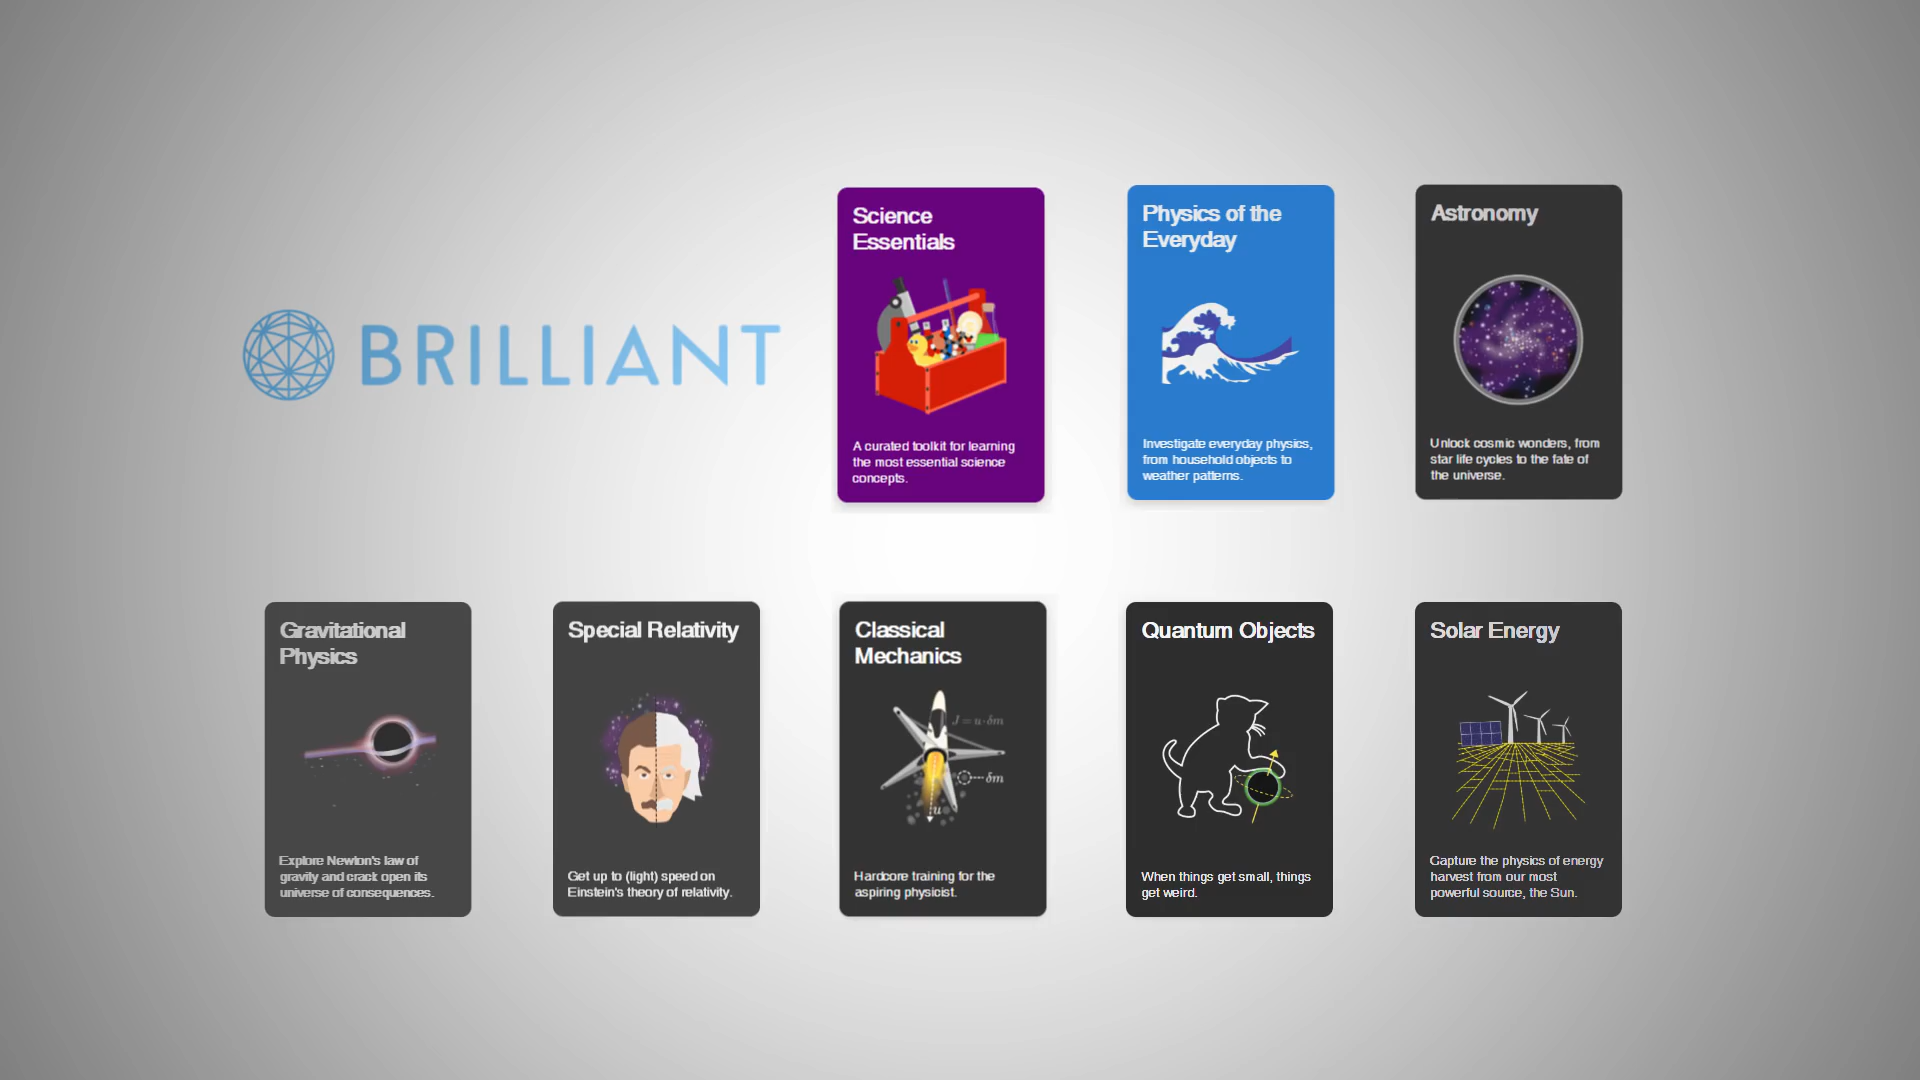 BRILLIANT
Science
Essentials
A curated toolkit for learning
the most essential science
concepts.
Physics of the
Everyday
Investigate everyday physics,
from household objects to
weather patterns.
Astronomy
Unlock cosmic wonders, from
star life cycles to the fate of
the universe.
Gravitational
Physics
Explore Newton's law of
gravity and crack open its
universe of consequences.
Special Relativity
Get up to (light) speed on
Einstein's theory of relativity.
Classical
Mechanics
J = u · δm
δm
u
Hardcore training for the
aspiring physicist.
Quantum Objects
When things get small, things
get weird.
Solar Energy
Capture the physics of energy
harvest from our most
powerful source, the Sun.